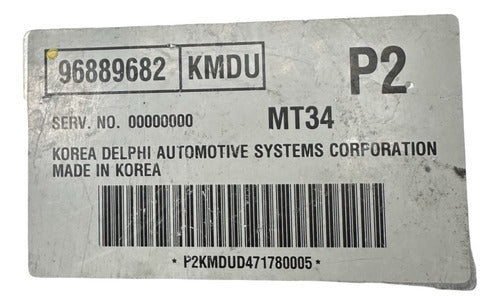 96889682 KMDU P2
SERV. NO. 00000000 MT34
KOREA DELPHI AUTOMOTIVE SYSTEMS CORPORATION
MADE IN KOREA
* P2KMDUD471780005 *